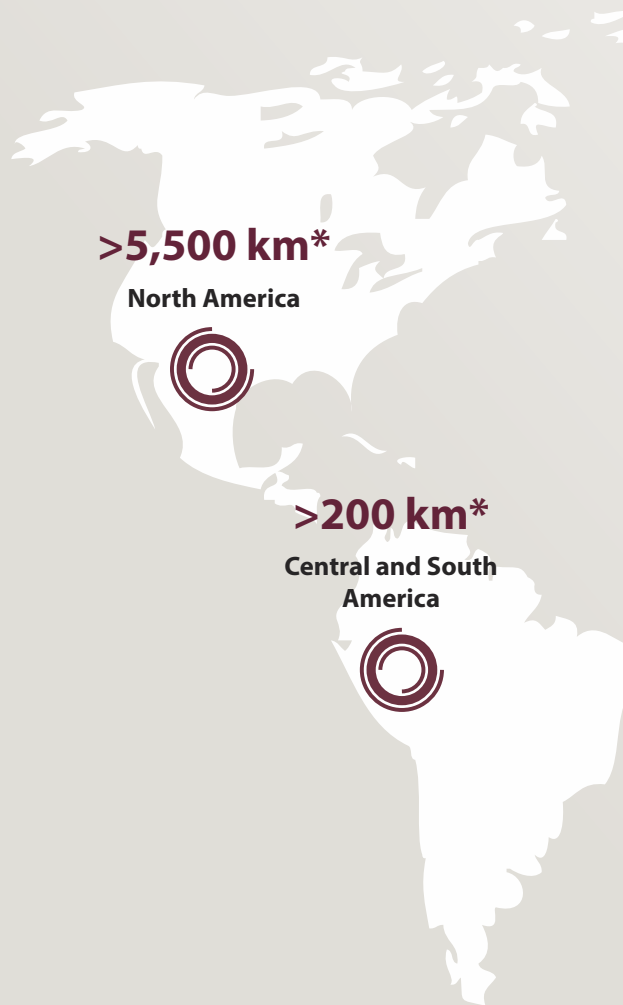 >5,500 km*
North America
>200 km*
Central and South
America